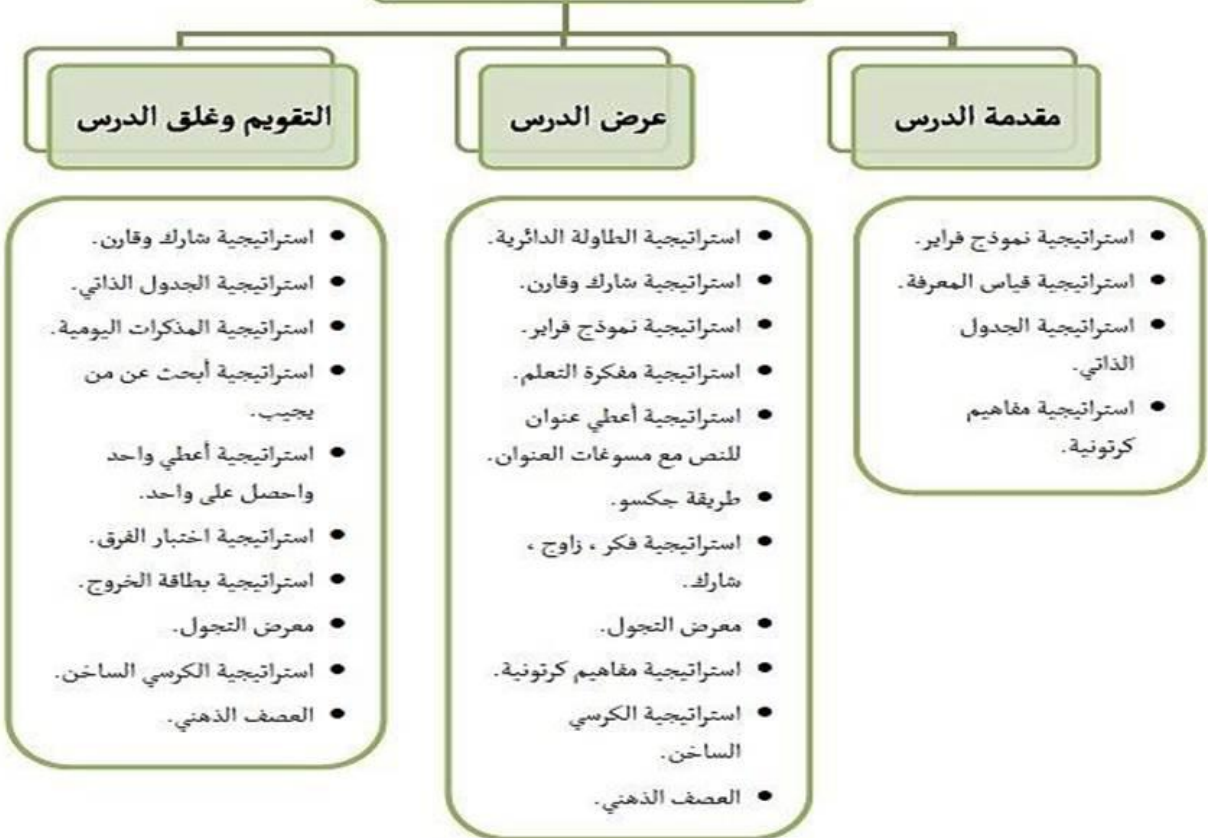 مقدمة الدرس
استراتيجية نموذج فراير.
استراتيجية قياس المعرفة.
استراتيجية الجدول
الذاتي.
استراتيجية مفاهيم
كرتونية.
عرض الدرس
استراتيجية الطاولة الدائرية.
استراتيجية شارك وقارن.
استراتيجية نموذج فراير.
استراتيجية مفكرة التعلم.
استراتيجية أعطي عنوان
للنص مع مسوغات العنوان.
طريقة جكسو.
استراتيجية فكر ، زاوج ،
شارك.
معرض التجول.
استراتيجية مفاهيم كرتونية.
استراتيجية الكرسي
الساخن.
العصف الذهني.
التقويم وغلق الدرس
استراتيجية شارك وقارن.
استراتيجية الجدول الذاتي.
استراتيجية المذكرات اليومية.
استراتيجية أبحث عن من
يجيب.
استراتيجية أعطي واحد
واحصل على واحد.
استراتيجية اختبار الفرق.
استراتيجية بطاقة الخروج.
معرض التجول.
استراتيجية الكرسي الساخن.
العصف الذهني.